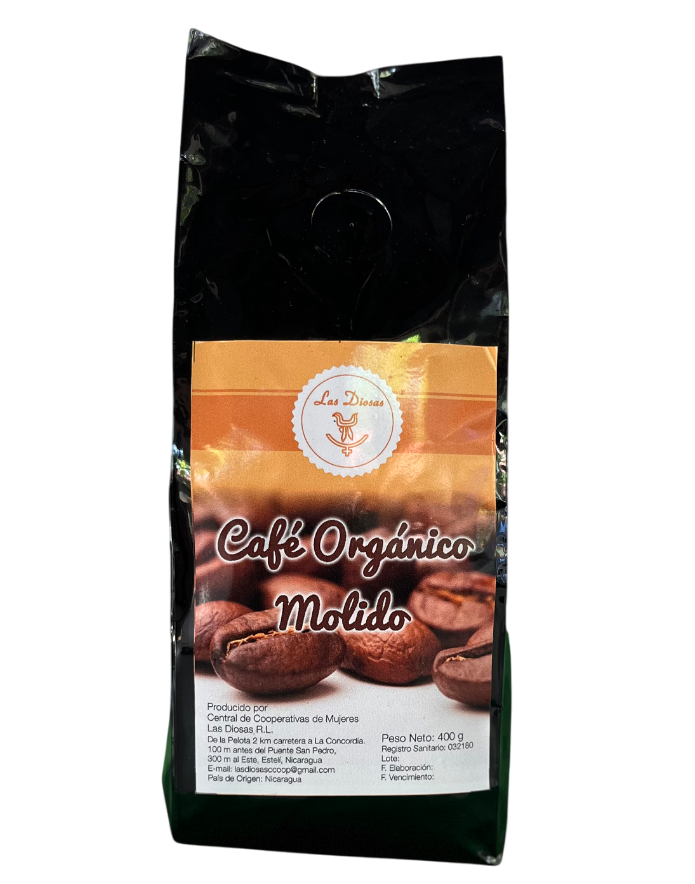 Las Diosas
Café Orgánico
Molido
Producido por
Central de Cooperativas de Mujeres
Las Diosas R.L.
De la Pelota 2 km carretera a La Concordia.
100 m antes del Puente San Pedro,
300 m al Este, Estelí, Nicaragua
E-mail: lasdiosasccoop@gmail.com
País de Origen: Nicaragua
Peso Neto: 400 g
Registro Sanitario: 032180
Lote:
F. Elaboración:
F. Vencimiento: